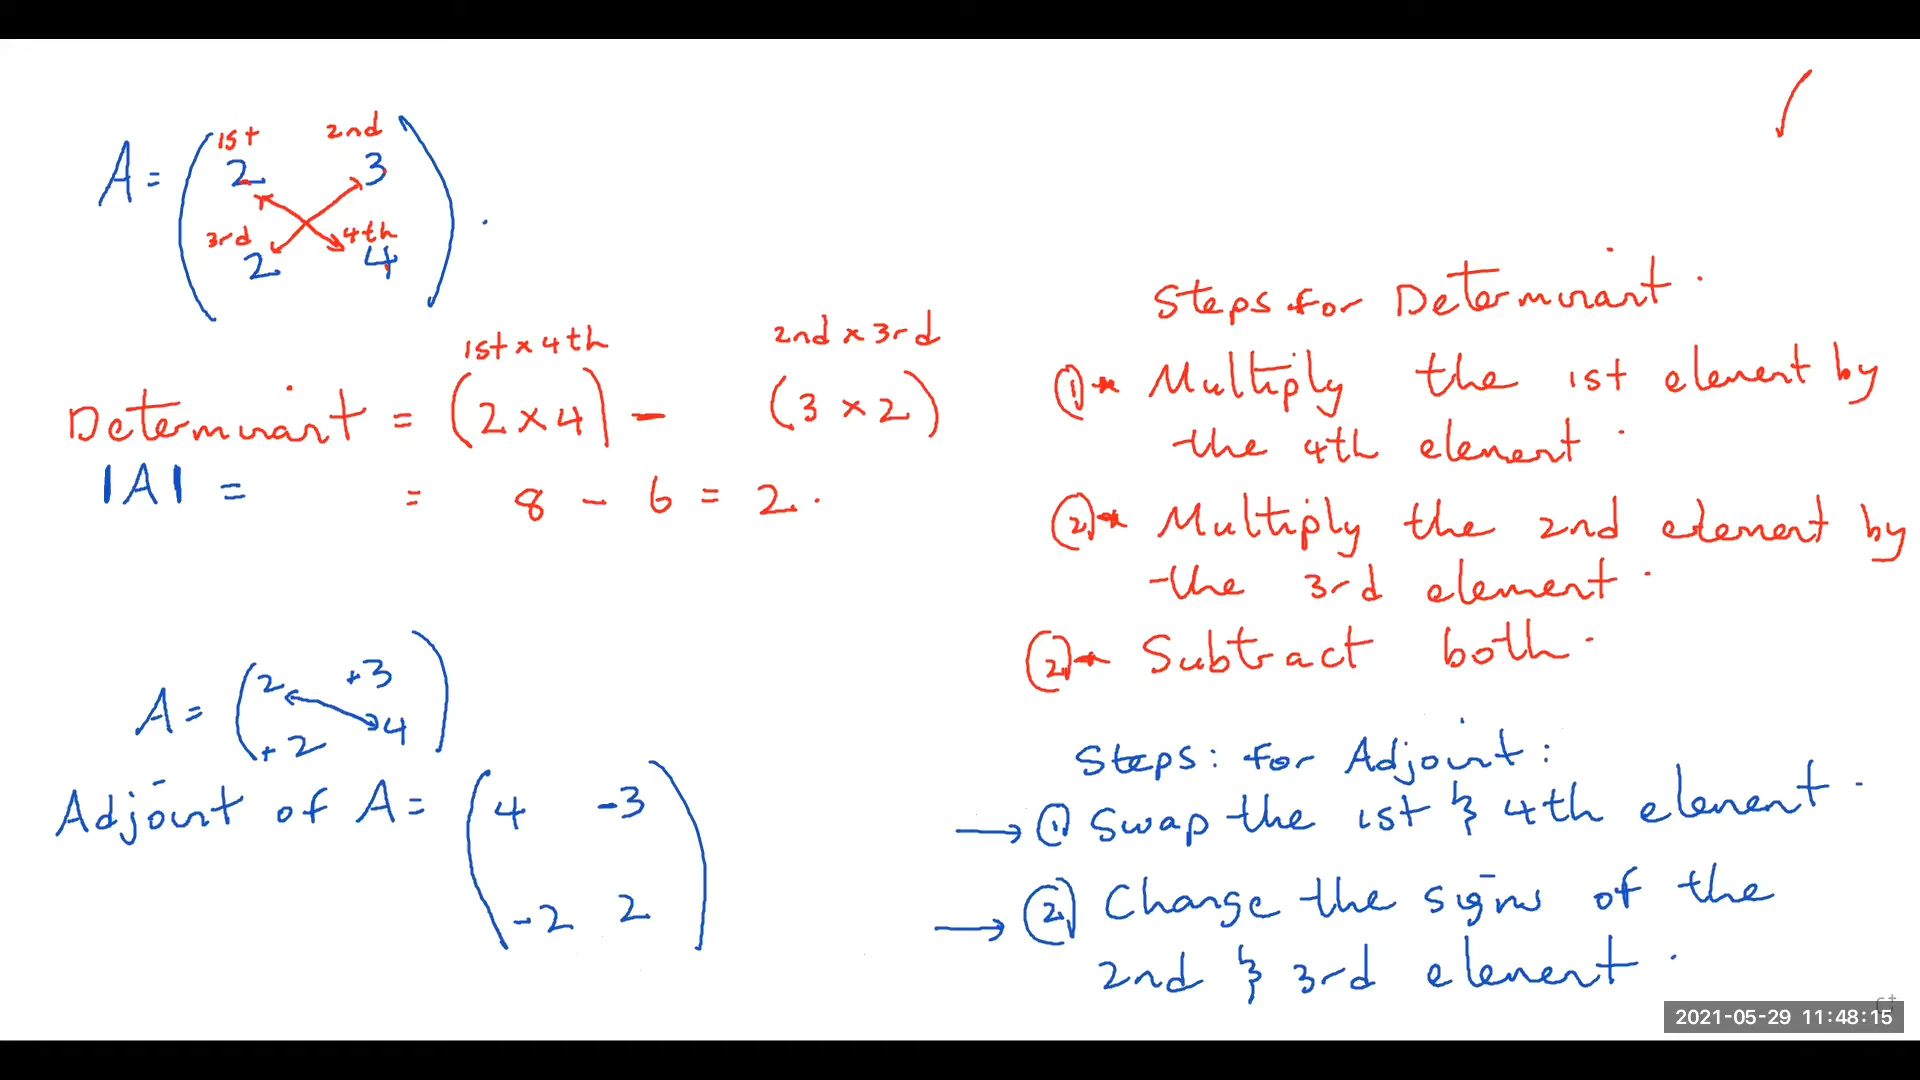 1st 2nd
A = ( 2 3
3rd 4th
2 4 ) .
1st × 4th 2nd × 3rd
Determinant = (2 × 4) - (3 × 2)
|A| = = 8 - 6 = 2 .
A = ( 2 +3
+2 4 )
Adjoint of A = ( 4 -3
-2 2 )
Steps for Determinant .
① * Multiply the 1st element by
the 4th element .
② * Multiply the 2nd element by
the 3rd element .
② * Subtract both .
Steps: for Adjoint :
→ ① Swap the 1st & 4th element .
→ ② Change the signs of the
2nd & 3rd element .
2021-05-29 11:48:15